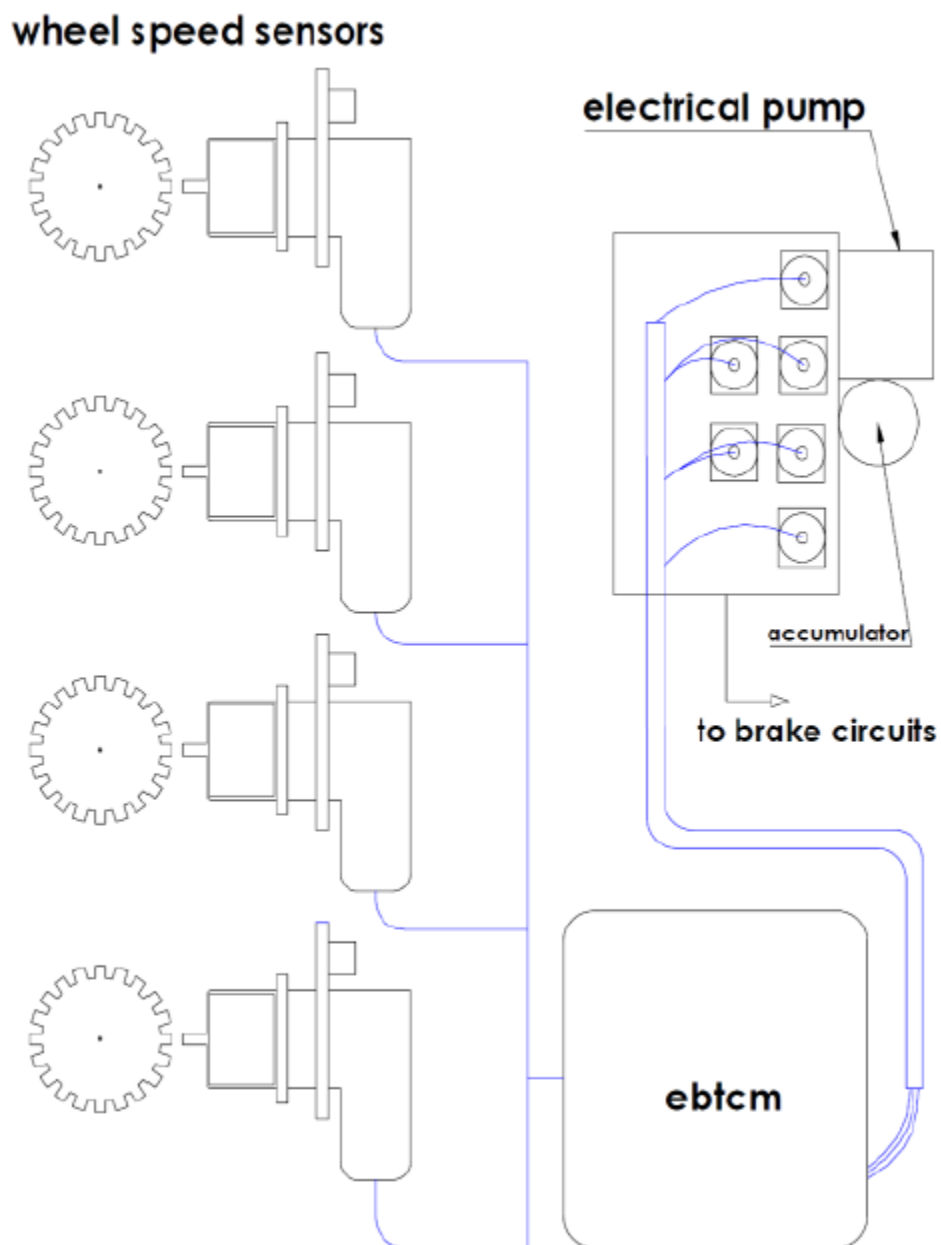 wheel speed sensors
electrical pump
accumulator
to brake circuits
ebtcm